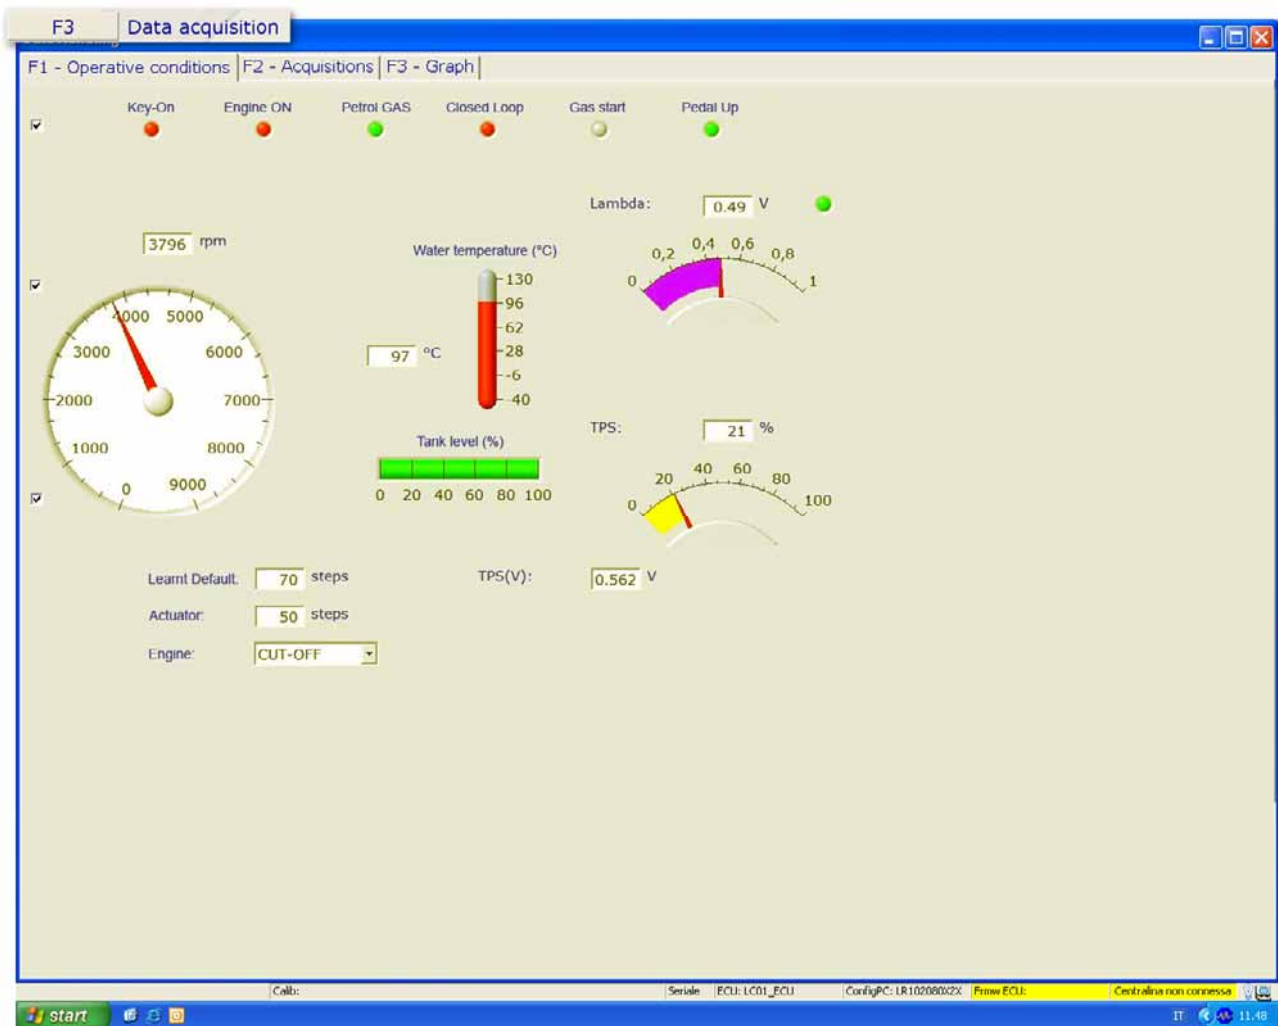 F3 Data acquisition
F1 - Operative conditions F2 - Acquisitions F3 - Graph
Key-On Engine ON Petrol GAS Closed Loop Gas start Pedal Up
Lambda: 0.49 V
3796 rpm
Water temperature (°C)
0 0,2 0,4 0,6 0,8 1
130
96
62
28
-6
-40
97 °C
0 1000 2000 3000 4000 5000 6000 7000 8000 9000
TPS: 21 %
Tank level (%)
0 20 40 60 80 100
0 20 40 60 80 100
Learnt Default: 70 steps
TPS(V): 0.562 V
Actuator: 50 steps
Engine: CUT-OFF
Calib: Seriale ECU: LC01_ECU ConfigPC: LR102080X2X Frmw ECU: Centralina non connessa
start IT 11.48